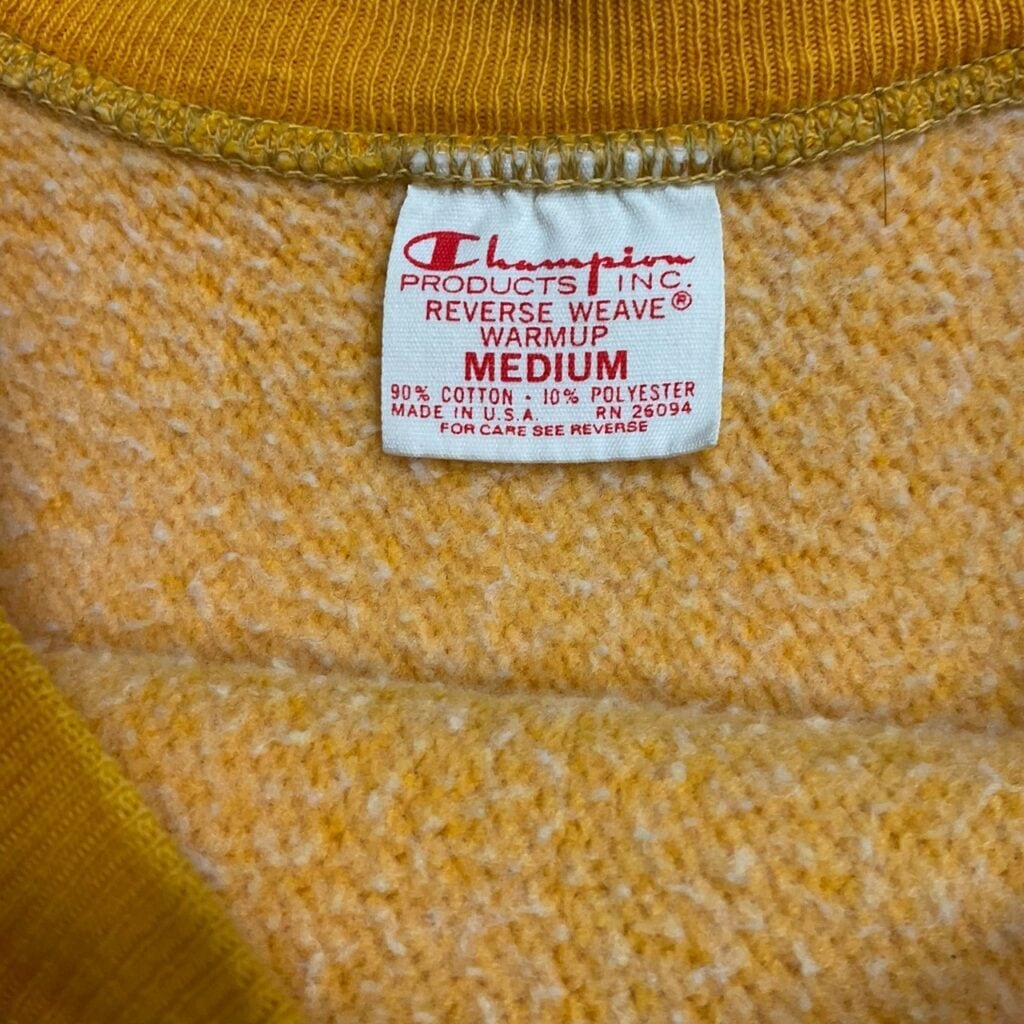 Champion
PRODUCTS INC.
REVERSE WEAVE®
WARMUP
MEDIUM
90% COTTON · 10% POLYESTER
MADE IN U.S.A. RN 26094
FOR CARE SEE REVERSE